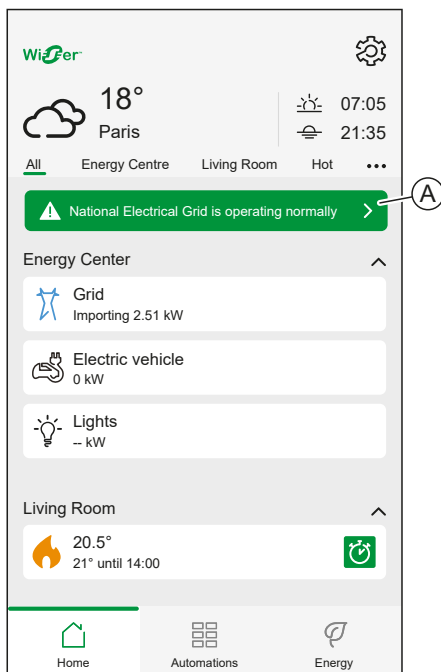 Wiser
18°
Paris
07:05
21:35
All Energy Centre Living Room Hot •••
National Electrical Grid is operating normally
A
Energy Center
Grid
Importing 2.51 kW
Electric vehicle
0 kW
Lights
-- kW
Living Room
20.5°
21° until 14:00
Home Automations Energy